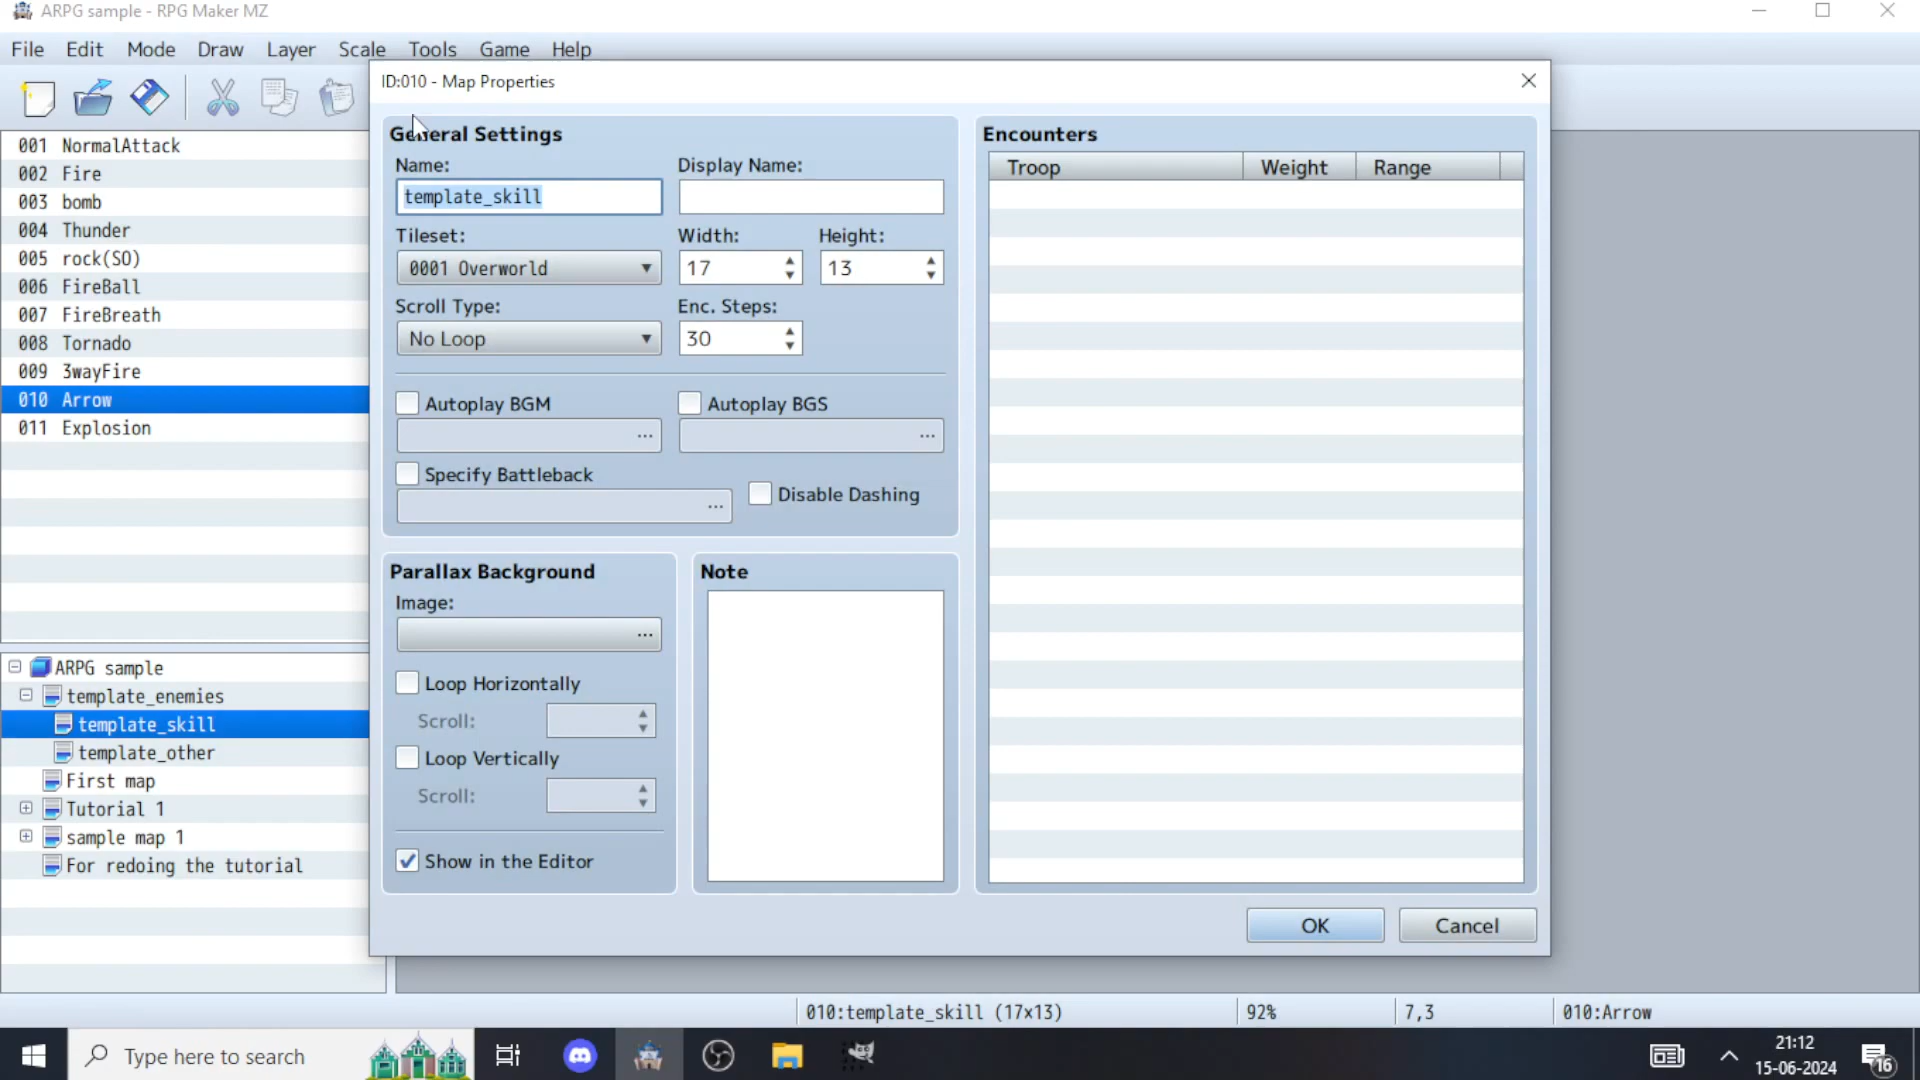 ARPG sample - RPG Maker MZ
File Edit Mode Draw Layer Scale Tools Game Help
ID:010 - Map Properties
001 NormalAttack
002 Fire
003 bomb
004 Thunder
005 rock(SO)
006 FireBall
007 FireBreath
008 Tornado
009 3wayFire
010 Arrow
011 Explosion
ARPG sample
template_enemies
template_skill
template_other
First map
Tutorial 1
sample map 1
For redoing the tutorial
General Settings
Name: Display Name:
template_skill
Tileset: Width: Height:
0001 Overworld 17 13
Scroll Type: Enc. Steps:
No Loop 30
Autoplay BGM Autoplay BGS
... ...
Specify Battleback
Disable Dashing
...
Parallax Background
Image:
...
Loop Horizontally
Scroll:
Loop Vertically
Scroll:
Show in the Editor
Note
Encounters
Troop Weight Range
OK Cancel
010:template_skill (17x13) 92% 7,3 010:Arrow
Type here to search
21:12
15-06-2024
16